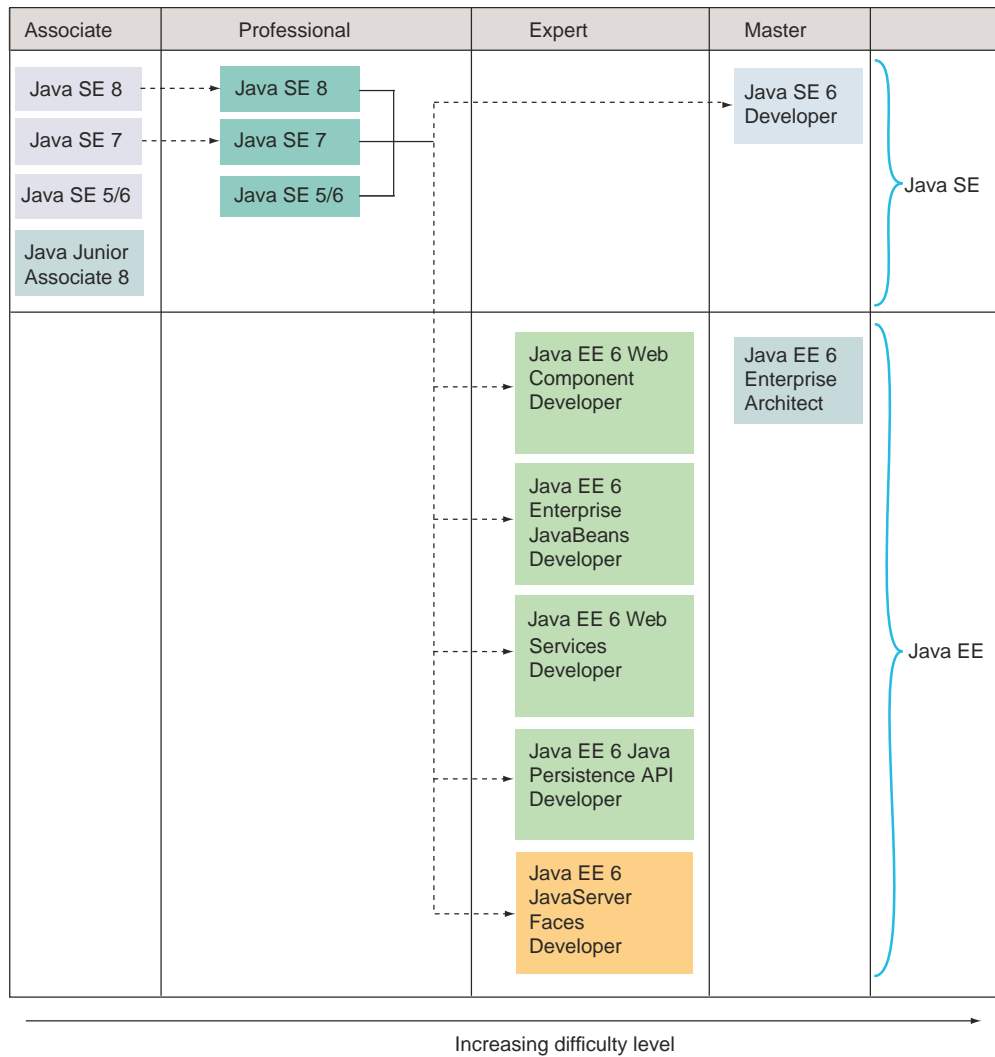 Associate
Professional
Expert
Master
Java SE 8
Java SE 7
Java SE 5/6
Java Junior
Associate 8
Java SE 8
Java SE 7
Java SE 5/6
Java SE 6
Developer
Java SE
Java EE 6 Web
Component
Developer
Java EE 6
Enterprise
JavaBeans
Developer
Java EE 6 Web
Services
Developer
Java EE 6 Java
Persistence API
Developer
Java EE 6
JavaServer
Faces
Developer
Java EE 6
Enterprise
Architect
Java EE
Increasing difficulty level